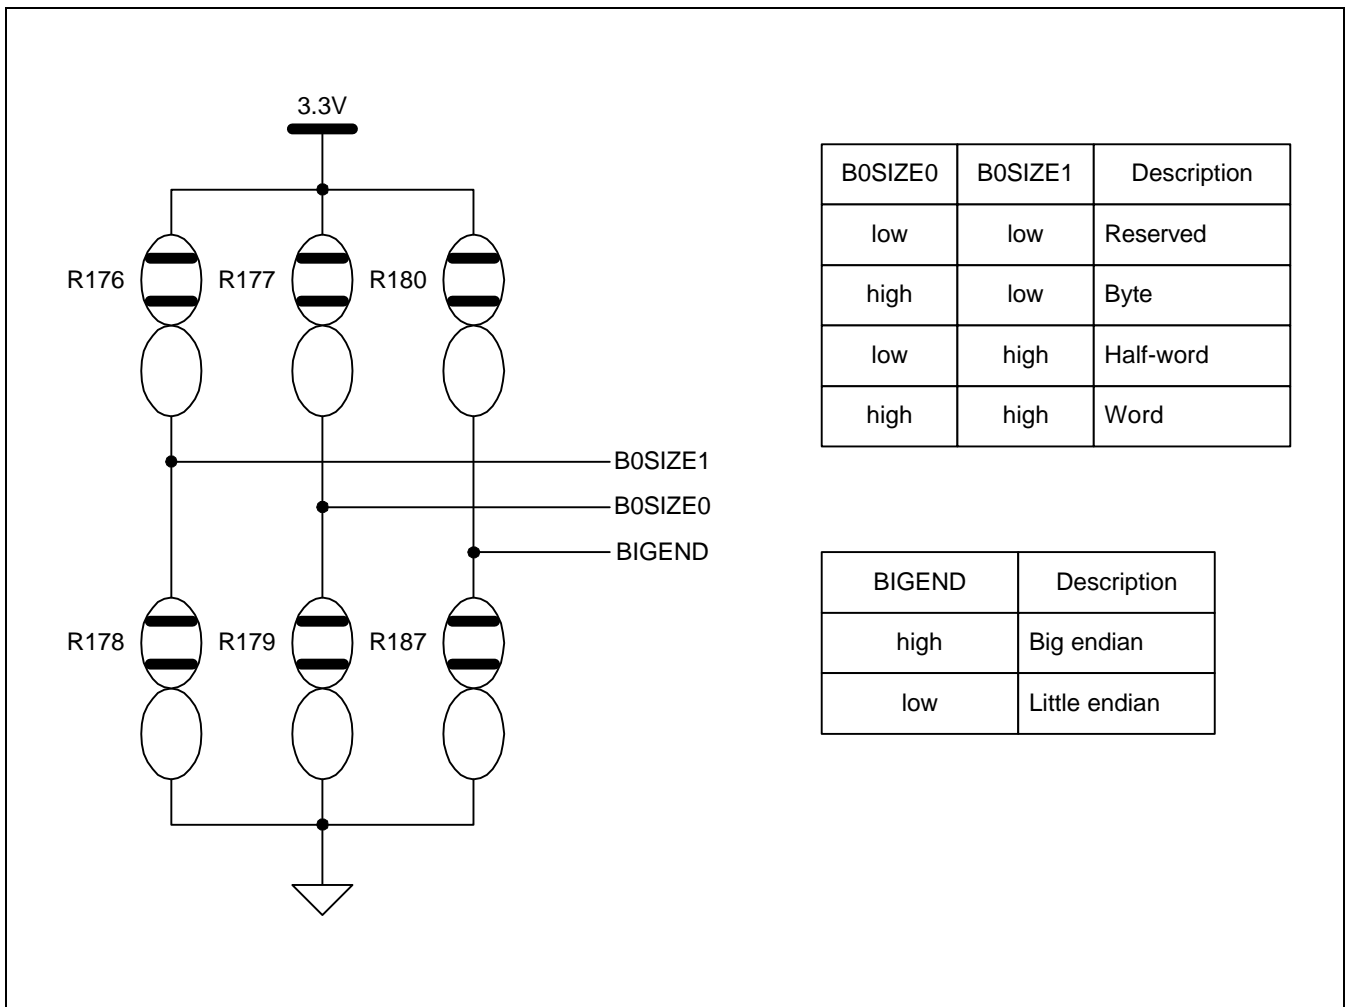 3.3V
R176 R177 R180
B0SIZE1
B0SIZE0
BIGEND
R178 R179 R187
B0SIZE0 B0SIZE1 Description
low low Reserved
high low Byte
low high Half-word
high high Word
BIGEND Description
high Big endian
low Little endian